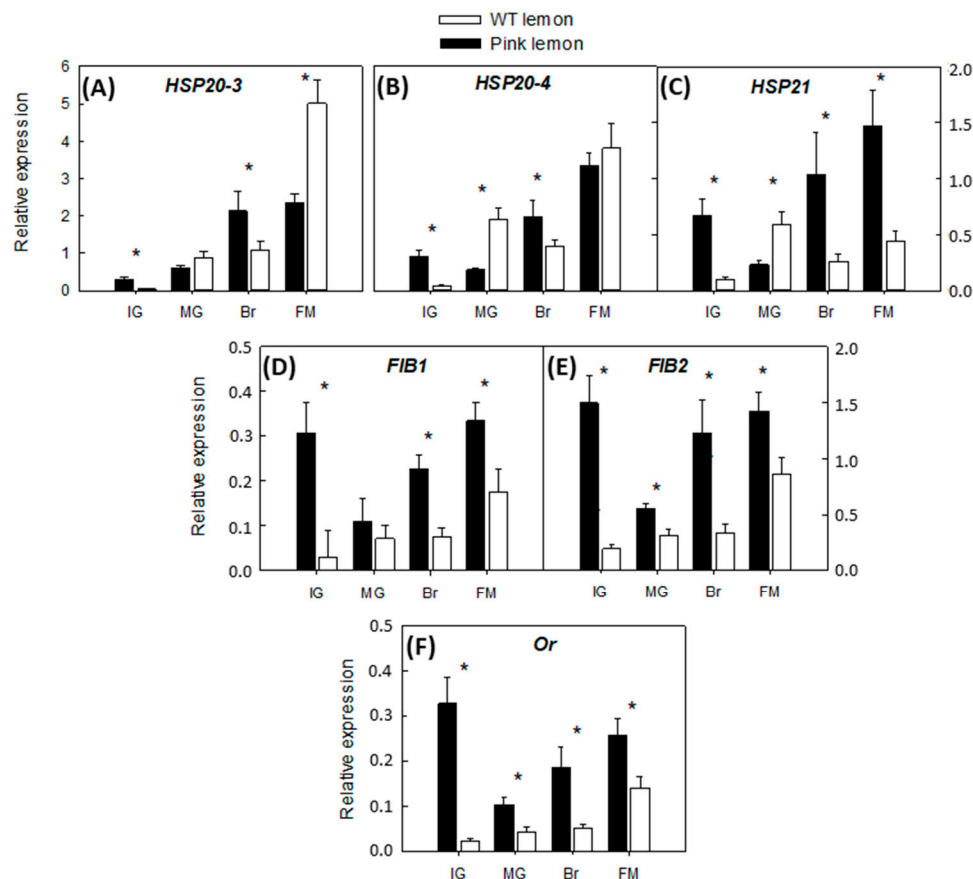 WT lemon
Pink lemon
(A) HSP20-3 *
(B) HSP20-4
(C) HSP21 *
Relative expression
6
5
4
3
2
1
0
2.0
1.5
1.0
0.5
0.0
* *
* * *
* * *
IG MG Br FM
IG MG Br FM
IG MG Br FM
(D) FIB1
(E) FIB2
Relative expression
0.5
0.4
0.3
0.2
0.1
0.0
2.0
1.5
1.0
0.5
0.0
* * *
* * * *
IG MG Br FM
IG MG Br FM
(F) Or
Relative expression
0.5
0.4
0.3
0.2
0.1
0.0
* * * *
IG MG Br FM